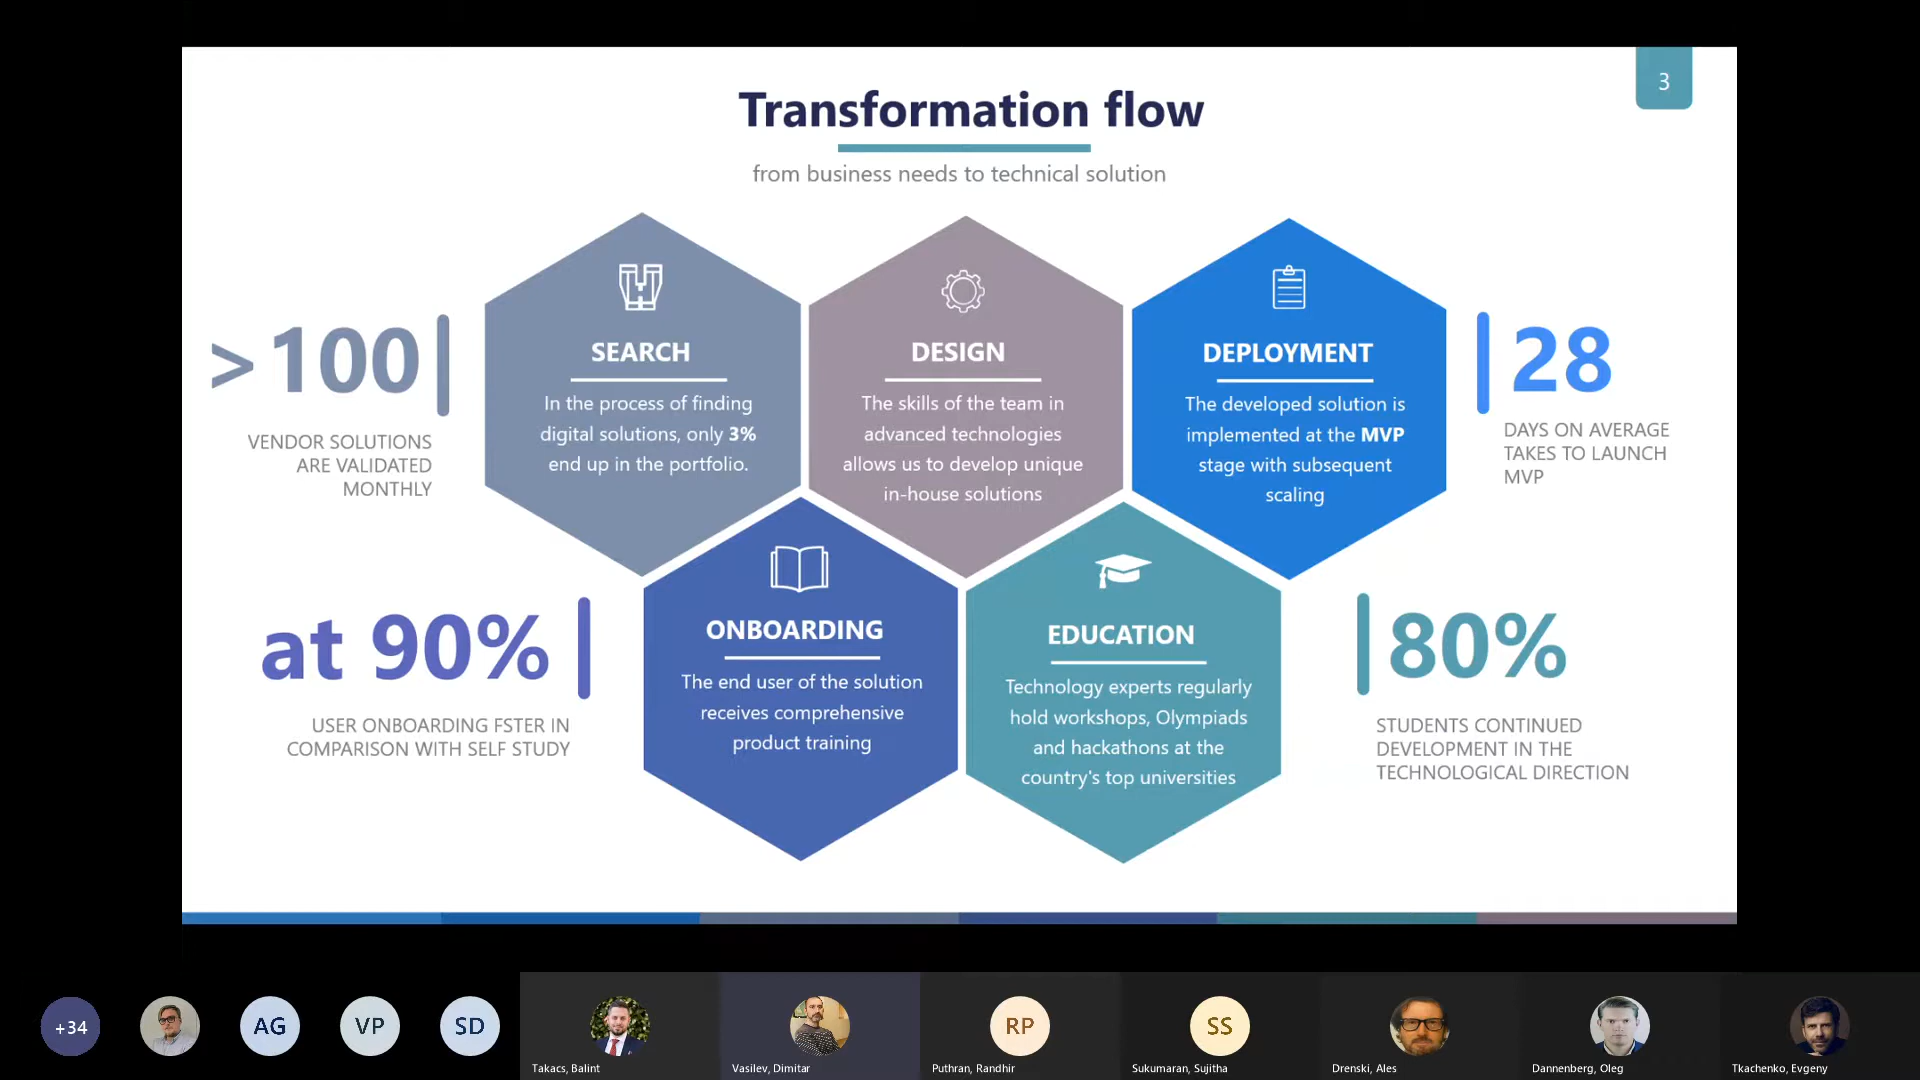 3
Transformation flow
from business needs to technical solution
>100
VENDOR SOLUTIONS
ARE VALIDATED
MONTHLY
SEARCH
In the process of finding
digital solutions, only 3%
end up in the portfolio.
DESIGN
The skills of the team in
advanced technologies
allows us to develop unique
in-house solutions
DEPLOYMENT
The developed solution is
implemented at the MVP
stage with subsequent
scaling
28
DAYS ON AVERAGE
TAKES TO LAUNCH
MVP
at 90%
USER ONBOARDING FSTER IN
COMPARISON WITH SELF STUDY
ONBOARDING
The end user of the solution
receives comprehensive
product training
EDUCATION
Technology experts regularly
hold workshops, Olympiads
and hackathons at the
country's top universities
80%
STUDENTS CONTINUED
DEVELOPMENT IN THE
TECHNOLOGICAL DIRECTION
+34
AG
VP
SD
Takacs, Balint
Vasilev, Dimitar
RP
Puthran, Randhir
SS
Sukumaran, Sujitha
Drenski, Ales
Dannenberg, Oleg
Tkachenko, Evgeny